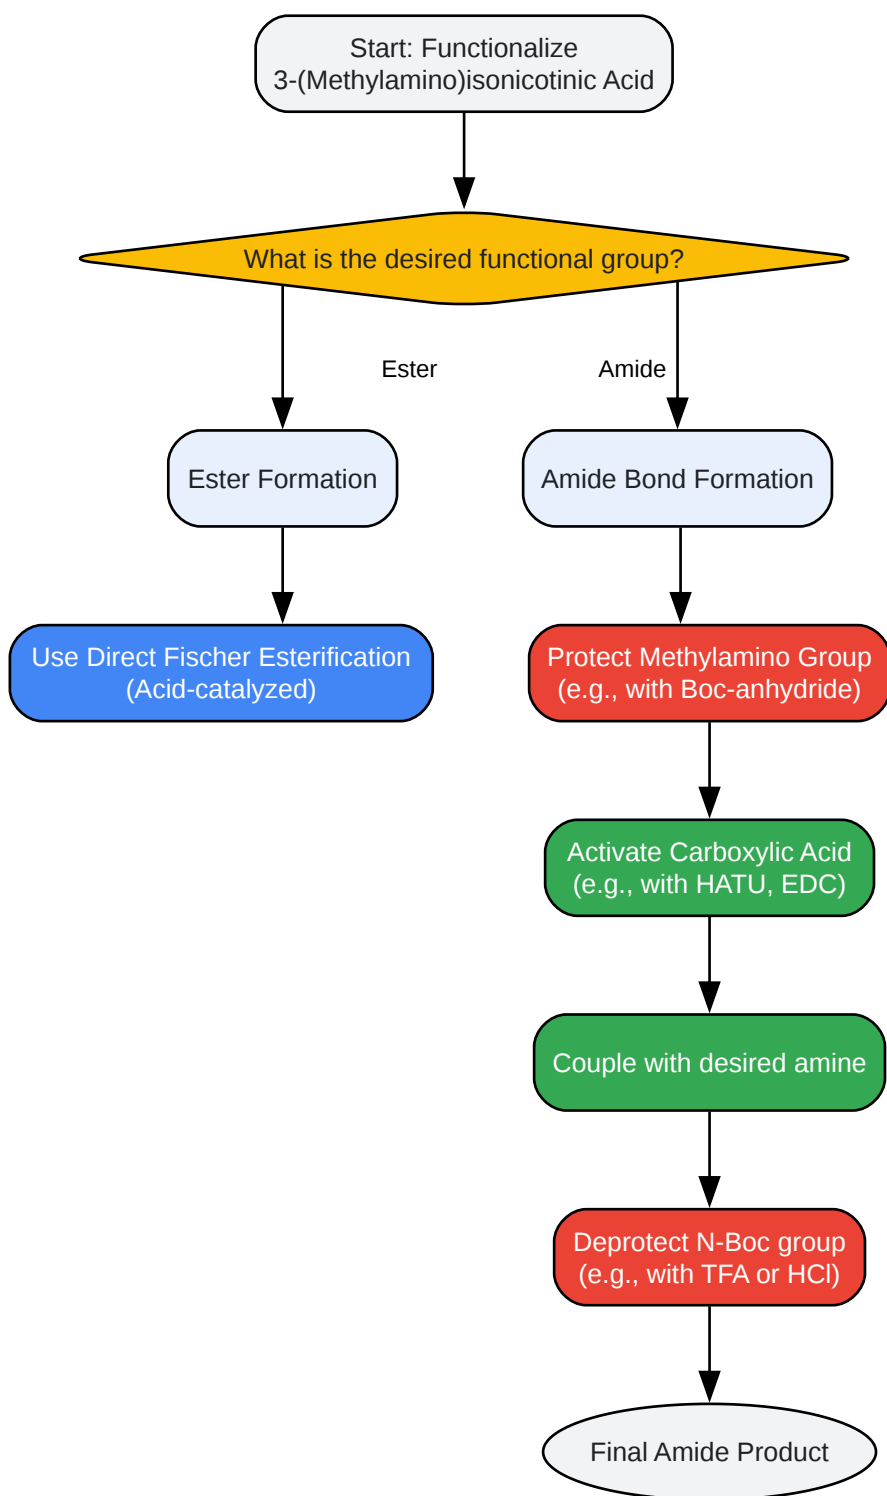 Start: Functionalize
3-(Methylamino)isonicotinic Acid
What is the desired functional group?
Ester
Amide
Ester Formation
Amide Bond Formation
Use Direct Fischer Esterification
(Acid-catalyzed)
Protect Methylamino Group
(e.g., with Boc-anhydride)
Activate Carboxylic Acid
(e.g., with HATU, EDC)
Couple with desired amine
Deprotect N-Boc group
(e.g., with TFA or HCl)
Final Amide Product